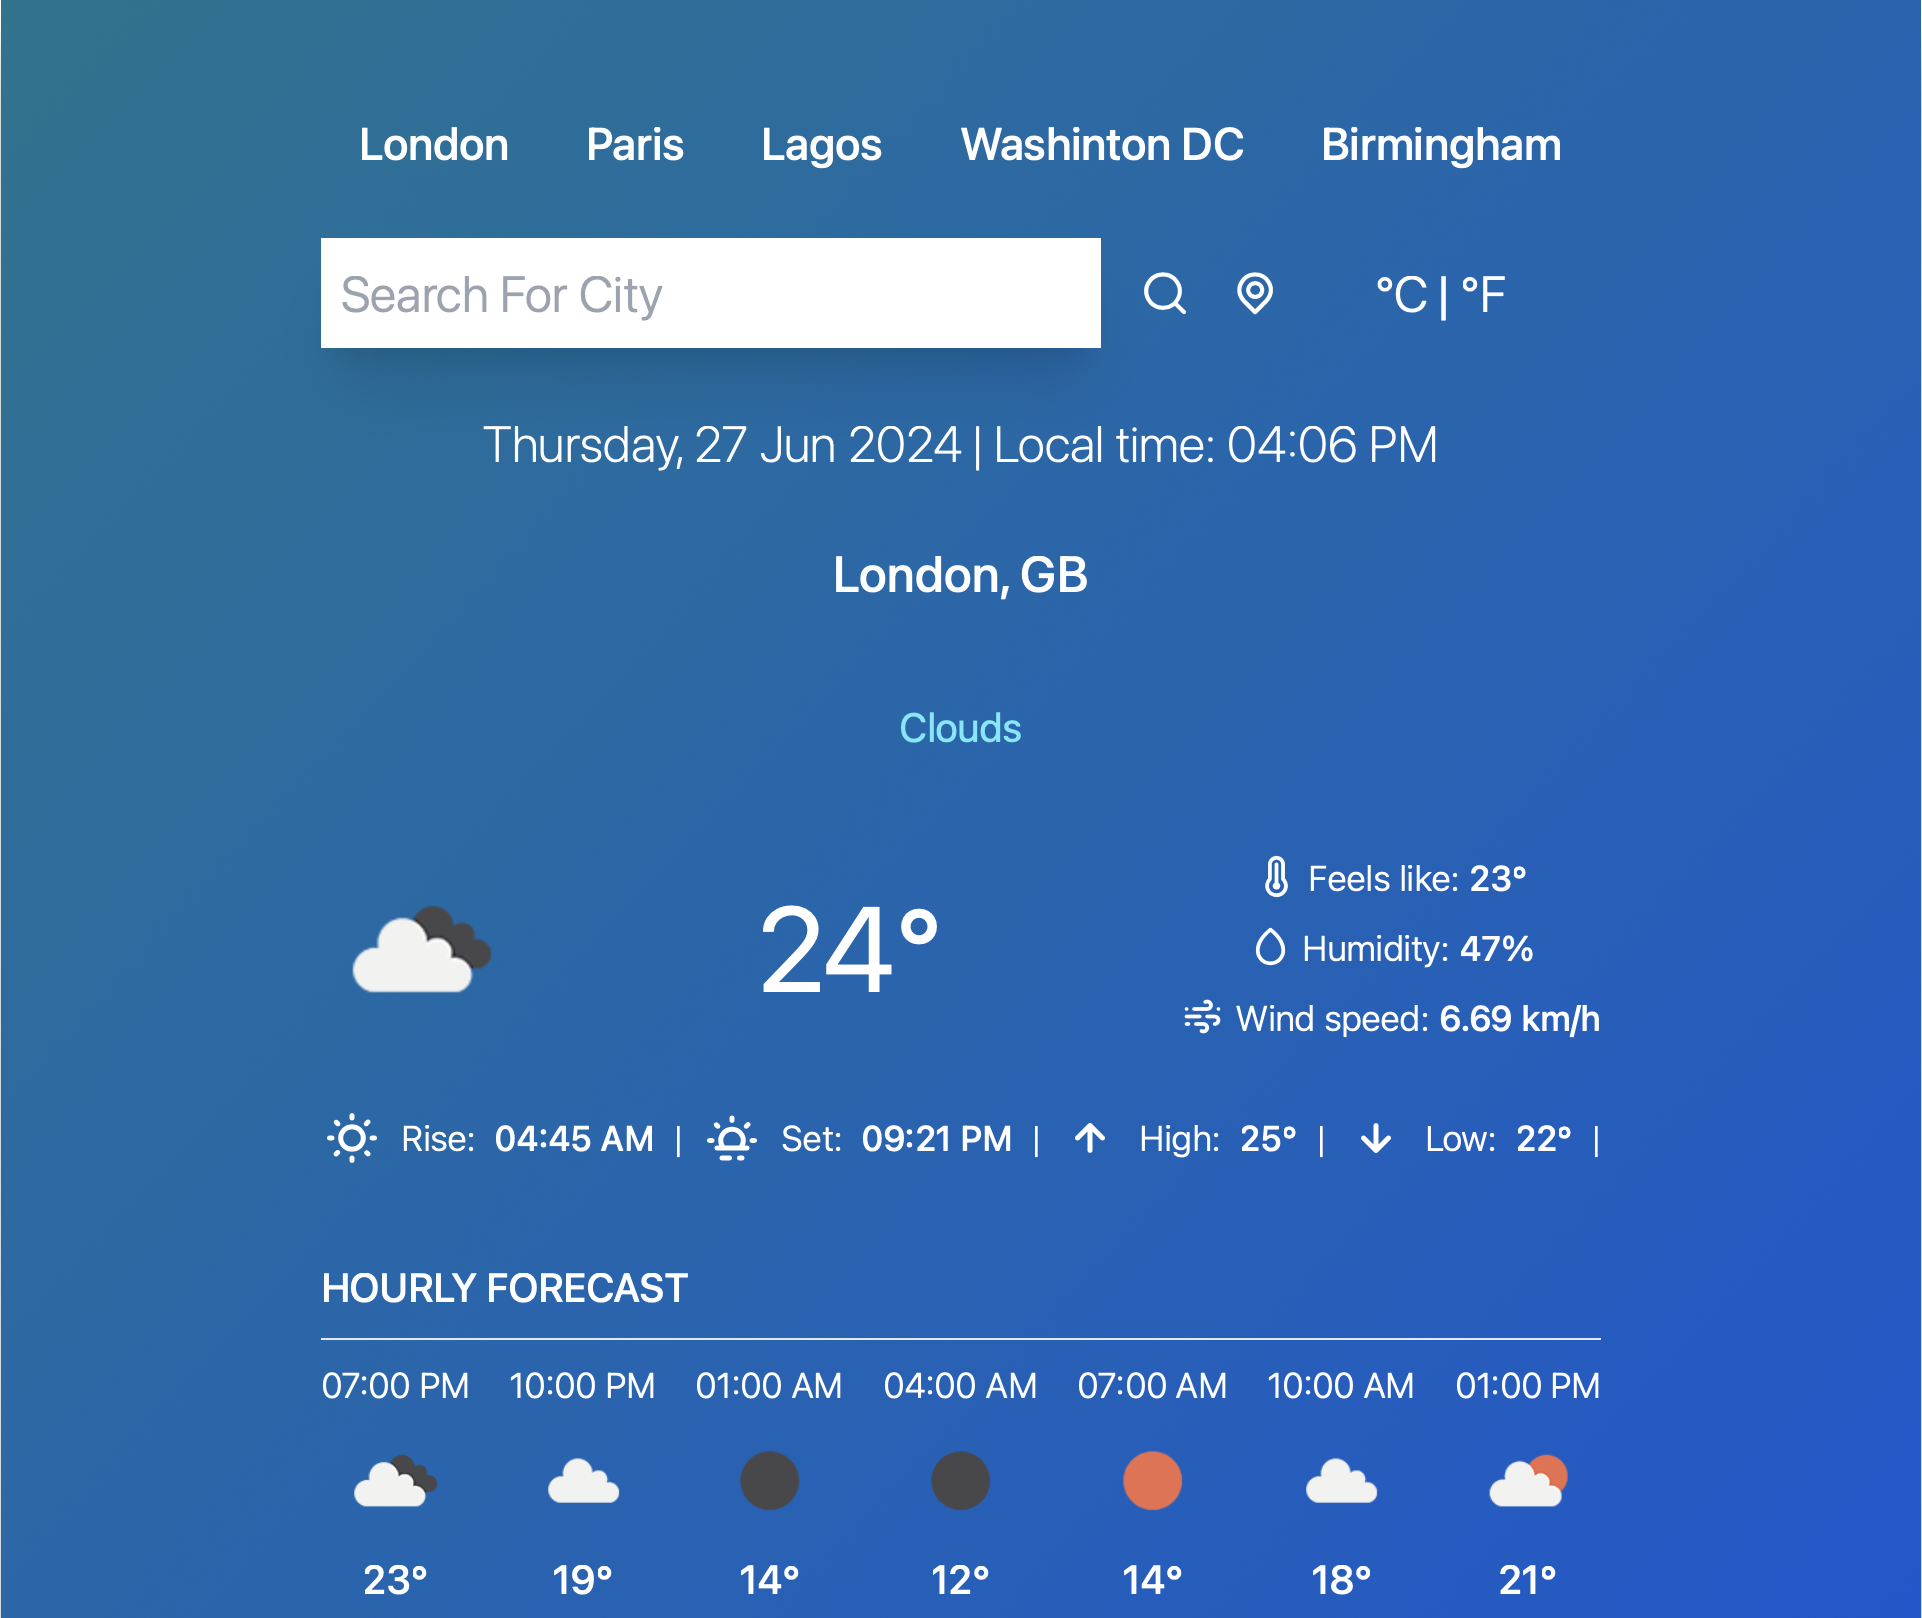 London Paris Lagos Washinton DC Birmingham
Search For City °C | °F
Thursday, 27 Jun 2024 | Local time: 04:06 PM
London, GB
Clouds
24°
Feels like: 23°
Humidity: 47%
Wind speed: 6.69 km/h
Rise: 04:45 AM | Set: 09:21 PM | High: 25° | Low: 22° |
HOURLY FORECAST
07:00 PM 10:00 PM 01:00 AM 04:00 AM 07:00 AM 10:00 AM 01:00 PM
23° 19° 14° 12° 14° 18° 21°